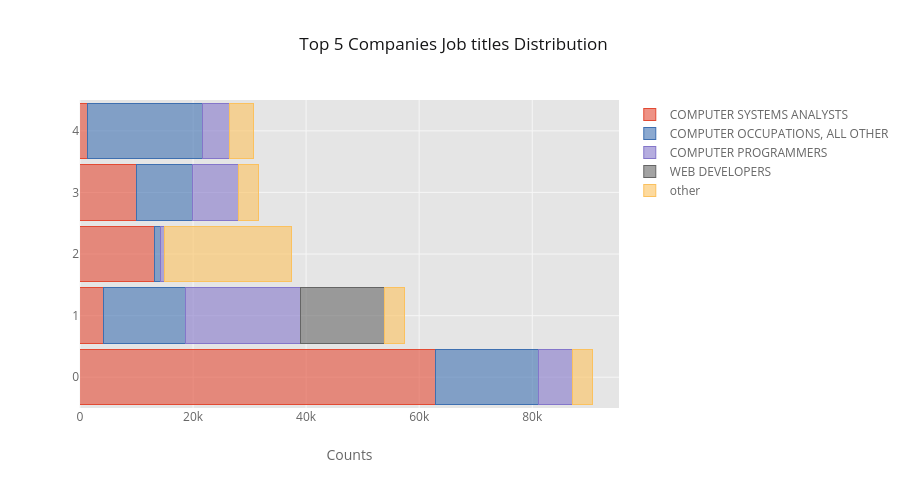 Top 5 Companies Job titles Distribution
4
3
2
1
0
0
20k
40k
60k
80k
Counts
COMPUTER SYSTEMS ANALYSTS
COMPUTER OCCUPATIONS, ALL OTHER
COMPUTER PROGRAMMERS
WEB DEVELOPERS
other